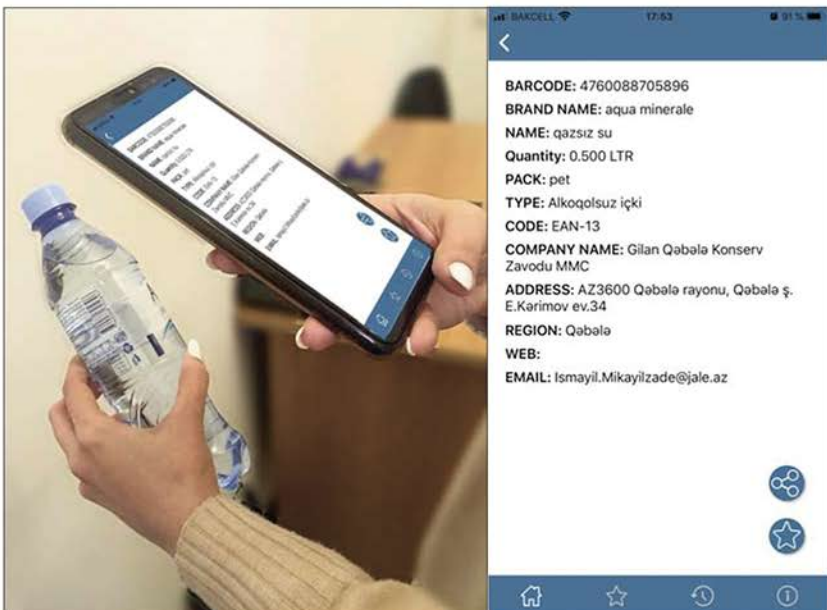 BAKCELL 17:53 91 %
BARCODE: 4760088705896
BRAND NAME: aqua minerale
NAME: qazsız su
Quantity: 0.500 LTR
PACK: pet
TYPE: Alkoqolsuz içki
CODE: EAN-13
COMPANY NAME: Gilan Qəbələ Konserv
Zavodu MMC
ADDRESS: AZ3600 Qəbələ rayonu, Qəbələ ş.
E.Kərimov ev.34
REGION: Qəbələ
WEB:
EMAIL: Ismayil.Mikayilzade@jale.az